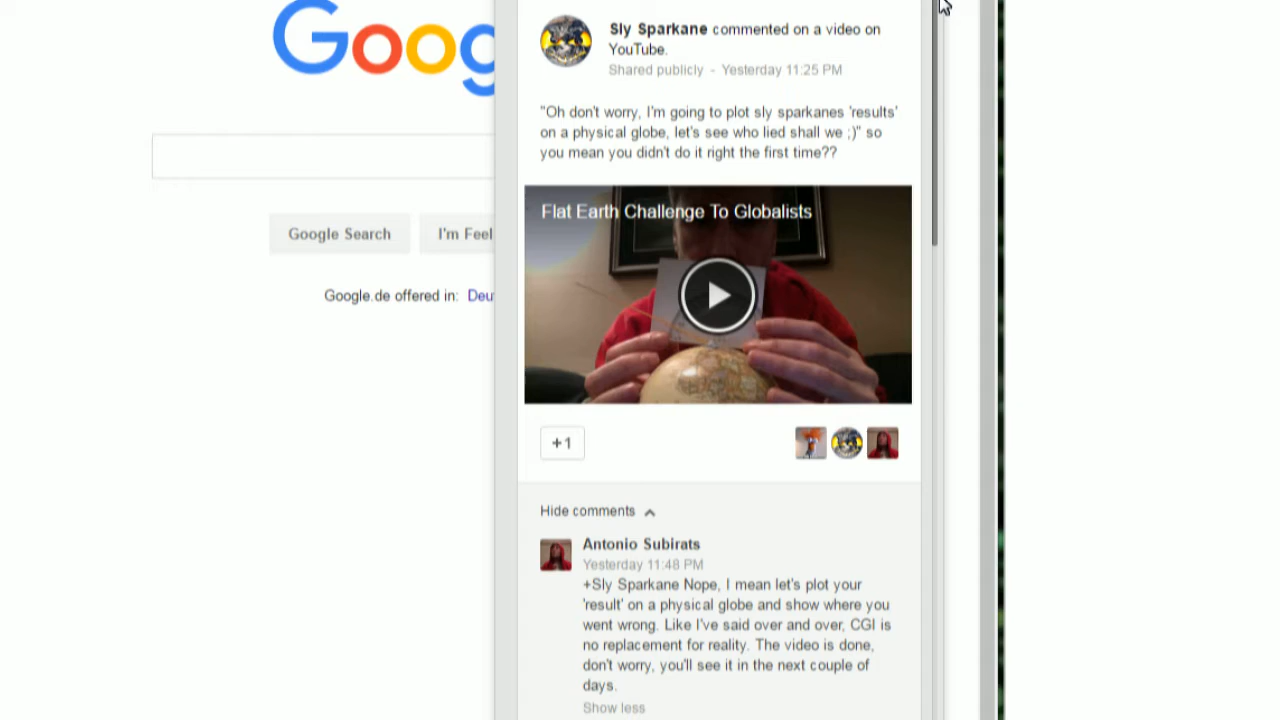 Goog
Google Search
I'm Feel
Google.de offered in: Deu
Sly Sparkane commented on a video on
YouTube.
Shared publicly - Yesterday 11:25 PM
"Oh don't worry, I'm going to plot sly sparkanes 'results'
on a physical globe, let's see who lied shall we ;)" so
you mean you didn't do it right the first time??
Flat Earth Challenge To Globalists
+1
Hide comments
Antonio Subirats
Yesterday 11:48 PM
+Sly Sparkane Nope, I mean let's plot your
'result' on a physical globe and show where you
went wrong. Like I've said over and over, CGI is
no replacement for reality. The video is done,
don't worry, you'll see it in the next couple of
days.
Show less